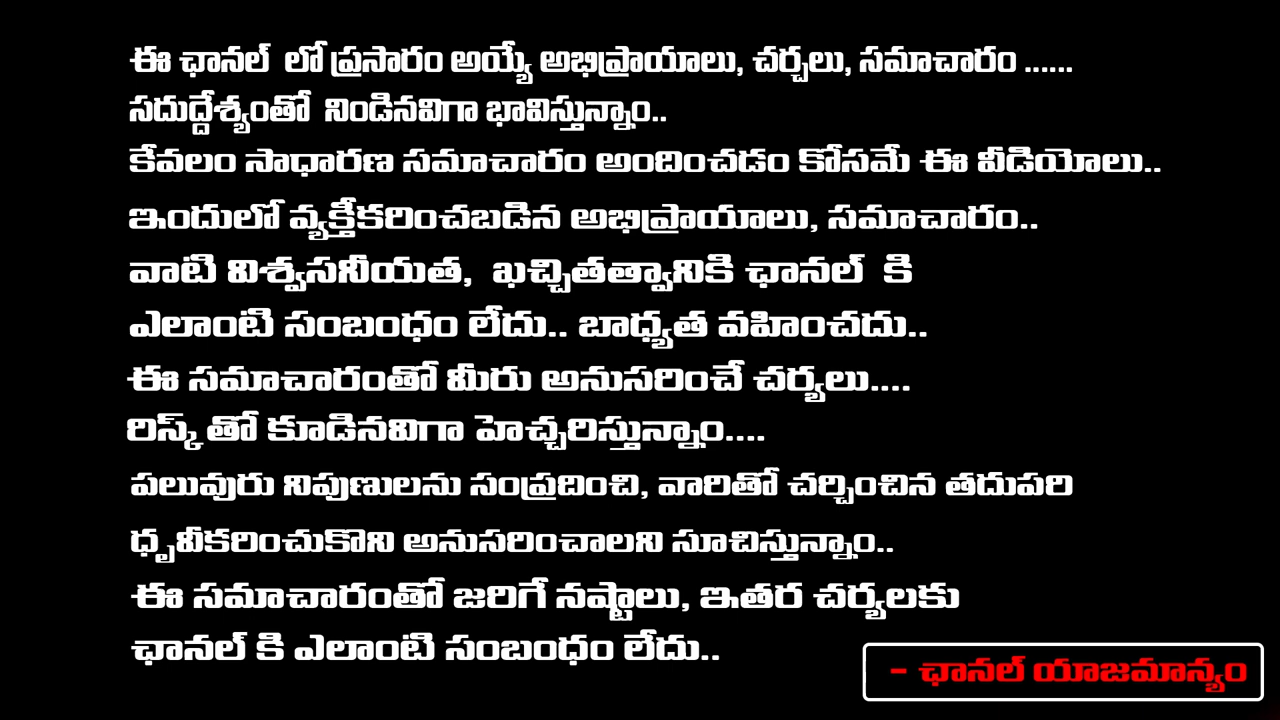 ఈ ఛానల్ లో ప్రసారం అయ్యే అభిప్రాయాలు, చర్చలు, సమాచారం ......
సదుద్దేశ్యంతో నిండినవిగా భావిస్తున్నాం..
కేవలం సాధారణ సమాచారం అందించడం కోసమే ఈ వీడియోలు..
ఇందులో వ్యక్తీకరించబడిన అభిప్రాయాలు, సమాచారం..
వాటి విశ్వసనీయత, ఖచ్చితత్వానికి ఛానల్ కి
ఎలాంటి సంబంధం లేదు.. బాధ్యత వహించదు..
ఈ సమాచారంతో మీరు అనుసరించే చర్యలు....
రిస్క్ తో కూడినవిగా హెచ్చరిస్తున్నాం....
పలువురు నిపుణులను సంప్రదించి, వారితో చర్చించిన తదుపరి
ధృవీకరించుకొని అనుసరించాలని సూచిస్తున్నాం..
ఈ సమాచారంతో జరిగే నష్టాలు, ఇతర చర్యలకు
ఛానల్ కి ఎలాంటి సంబంధం లేదు..
- ఛానల్ యాజమాన్యం